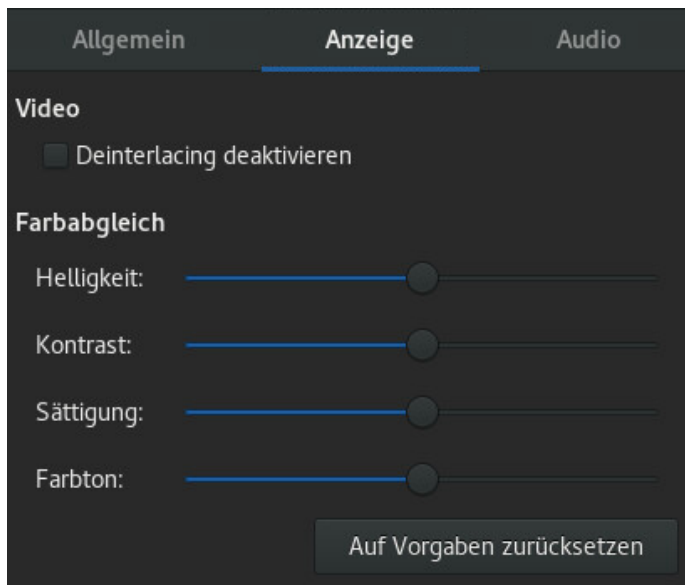 Allgemein Anzeige Audio
Video
Deinterlacing deaktivieren
Farbabgleich
Helligkeit:
Kontrast:
Sättigung:
Farbton:
Auf Vorgaben zurücksetzen